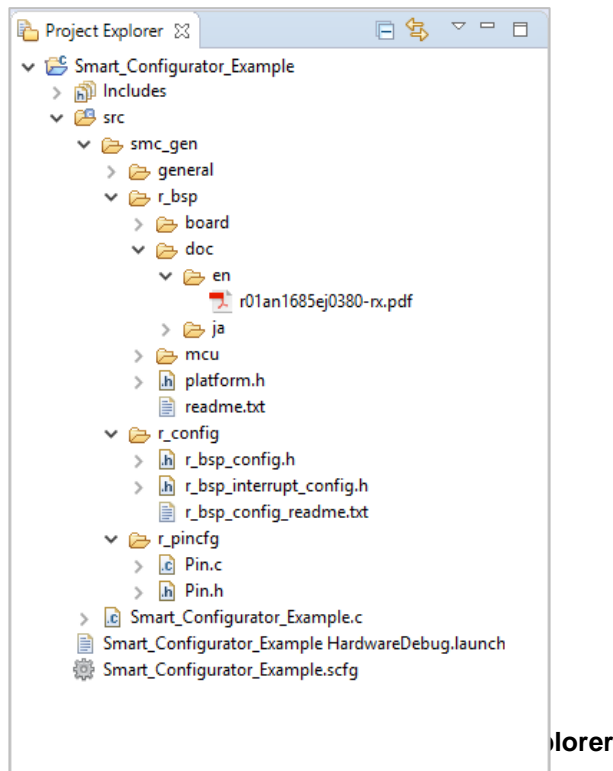 Project Explorer
Smart_Configurator_Example
Includes
src
smc_gen
general
r_bsp
board
doc
en
r01an1685ej0380-rx.pdf
ja
mcu
platform.h
readme.txt
r_config
r_bsp_config.h
r_bsp_interrupt_config.h
r_bsp_config_readme.txt
r_pincfg
Pin.c
Pin.h
Smart_Configurator_Example.c
Smart_Configurator_Example HardwareDebug.launch
Smart_Configurator_Example.scfg